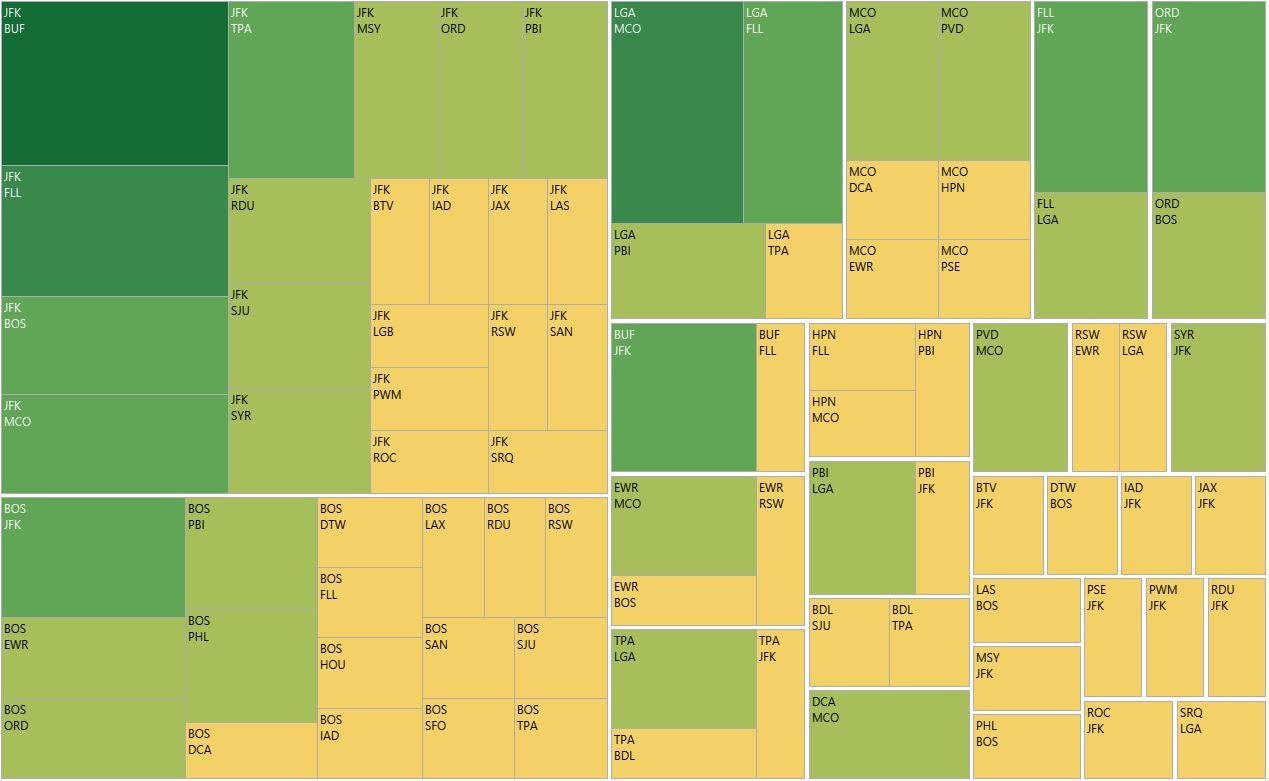 JFK
BUF
JFK
FLL
JFK
BOS
JFK
MCO
JFK
TPA
JFK
MSY
JFK
ORD
JFK
PBI
JFK
RDU
JFK
SJU
JFK
SYR
JFK
BTV
JFK
IAD
JFK
JAX
JFK
LAS
JFK
LGB
JFK
PWM
JFK
RSW
JFK
SAN
JFK
ROC
JFK
SRQ
BOS
JFK
BOS
EWR
BOS
ORD
BOS
PBI
BOS
PHL
BOS
DCA
BOS
DTW
BOS
FLL
BOS
HOU
BOS
IAD
BOS
LAX
BOS
RDU
BOS
RSW
BOS
SAN
BOS
SJU
BOS
SFO
BOS
TPA
LGA
MCO
LGA
FLL
LGA
PBI
LGA
TPA
MCO
LGA
MCO
PVD
MCO
DCA
MCO
HPN
MCO
EWR
MCO
PSE
FLL
JFK
FLL
LGA
ORD
JFK
ORD
BOS
BUF
JFK
BUF
FLL
EWR
MCO
EWR
RSW
EWR
BOS
TPA
LGA
TPA
JFK
TPA
BDL
HPN
FLL
HPN
MCO
HPN
PBI
PBI
LGA
PBI
JFK
BDL
SJU
BDL
TPA
DCA
MCO
PVD
MCO
RSW
EWR
RSW
LGA
SYR
JFK
BTV
JFK
DTW
BOS
IAD
JFK
JAX
JFK
LAS
BOS
MSY
JFK
PHL
BOS
PSE
JFK
PWM
JFK
RDU
JFK
ROC
JFK
SRQ
LGA